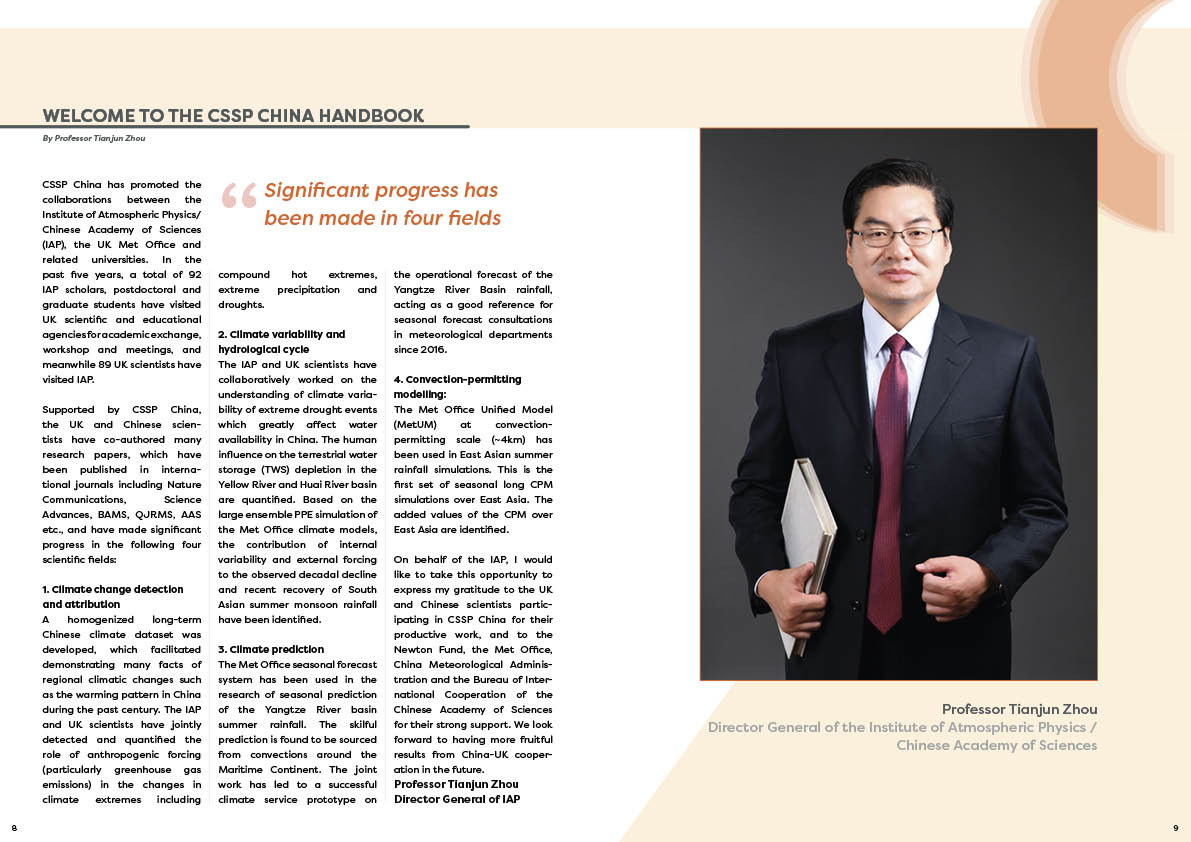 WELCOME TO THE CSSP CHINA HANDBOOK
By Professor Tianjun Zhou
CSSP China has promoted the
collaborations between the
Institute of Atmospheric Physics/
Chinese Academy of Sciences
(IAP), the UK Met Office and
related universities. In the
past five years, a total of 92
IAP scholars, postdoctoral and
graduate students have visited
UK scientific and educational
agencies for academic exchange,
workshop and meetings, and
meanwhile 89 UK scientists have
visited IAP.
Supported by CSSP China,
the UK and Chinese scien-
tists have co-authored many
research papers, which have
been published in interna-
tional journals including Nature
Communications, Science
Advances, BAMS, QJRMS, AAS
etc., and have made significant
progress in the following four
scientific fields:
1. Climate change detection
and attribution
A homogenized long-term
Chinese climate dataset was
developed, which facilitated
demonstrating many facts of
regional climatic changes such
as the warming pattern in China
during the past century. The IAP
and UK scientists have jointly
detected and quantified the
role of anthropogenic forcing
(particularly greenhouse gas
emissions) in the changes in
climate extremes including
“ Significant progress has
been made in four fields
compound hot extremes,
extreme precipitation and
droughts.
2. Climate variability and
hydrological cycle
The IAP and UK scientists have
collaboratively worked on the
understanding of climate varia-
bility of extreme drought events
which greatly affect water
availability in China. The human
influence on the terrestrial water
storage (TWS) depletion in the
Yellow River and Huai River basin
are quantified. Based on the
large ensemble PPE simulation of
the Met Office climate models,
the contribution of internal
variability and external forcing
to the observed decadal decline
and recent recovery of South
Asian summer monsoon rainfall
have been identified.
3. Climate prediction
The Met Office seasonal forecast
system has been used in the
research of seasonal prediction
of the Yangtze River basin
summer rainfall. The skilful
prediction is found to be sourced
from convections around the
Maritime Continent. The joint
work has led to a successful
climate service prototype on
the operational forecast of the
Yangtze River Basin rainfall,
acting as a good reference for
seasonal forecast consultations
in meteorological departments
since 2016.
4. Convection-permitting
modelling:
The Met Office Unified Model
(MetUM) at convection-
permitting scale (~4km) has
been used in East Asian summer
rainfall simulations. This is the
first set of seasonal long CPM
simulations over East Asia. The
added values of the CPM over
East Asia are identified.
On behalf of the IAP, I would
like to take this opportunity to
express my gratitude to the UK
and Chinese scientists partic-
ipating in CSSP China for their
productive work, and to the
Newton Fund, the Met Office,
China Meteorological Adminis-
tration and the Bureau of Inter-
national Cooperation of the
Chinese Academy of Sciences
for their strong support. We look
forward to having more fruitful
results from China-UK cooper-
ation in the future.
Professor Tianjun Zhou
Director General of IAP
Professor Tianjun Zhou
Director General of the Institute of Atmospheric Physics /
Chinese Academy of Sciences
8
9